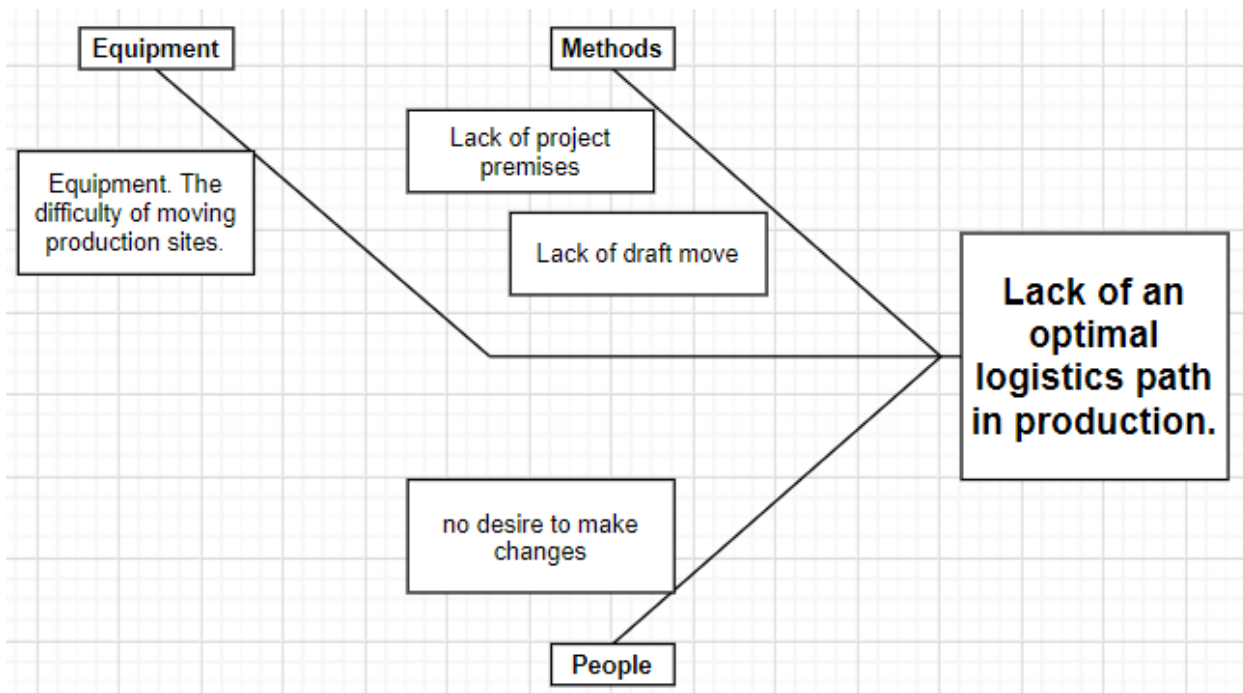 Equipment
Methods
Lack of project
premises
Equipment. The
difficulty of moving
production sites.
Lack of draft move
Lack of an
optimal
logistics path
in production.
no desire to make
changes
People